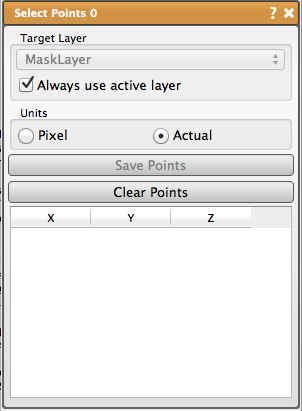 Select Points 0 ? ✖
Target Layer
MaskLayer
Always use active layer
Units
Pixel Actual
Save Points
Clear Points
X Y Z